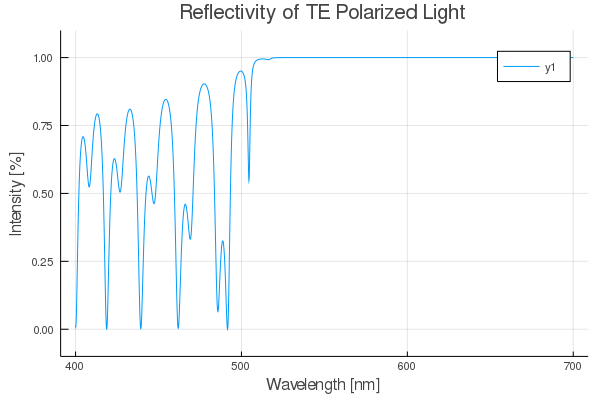 Reflectivity of TE Polarized Light
Intensity [%]
1.00
0.75
0.50
0.25
0.00
400
500
600
700
Wavelength [nm]
y1